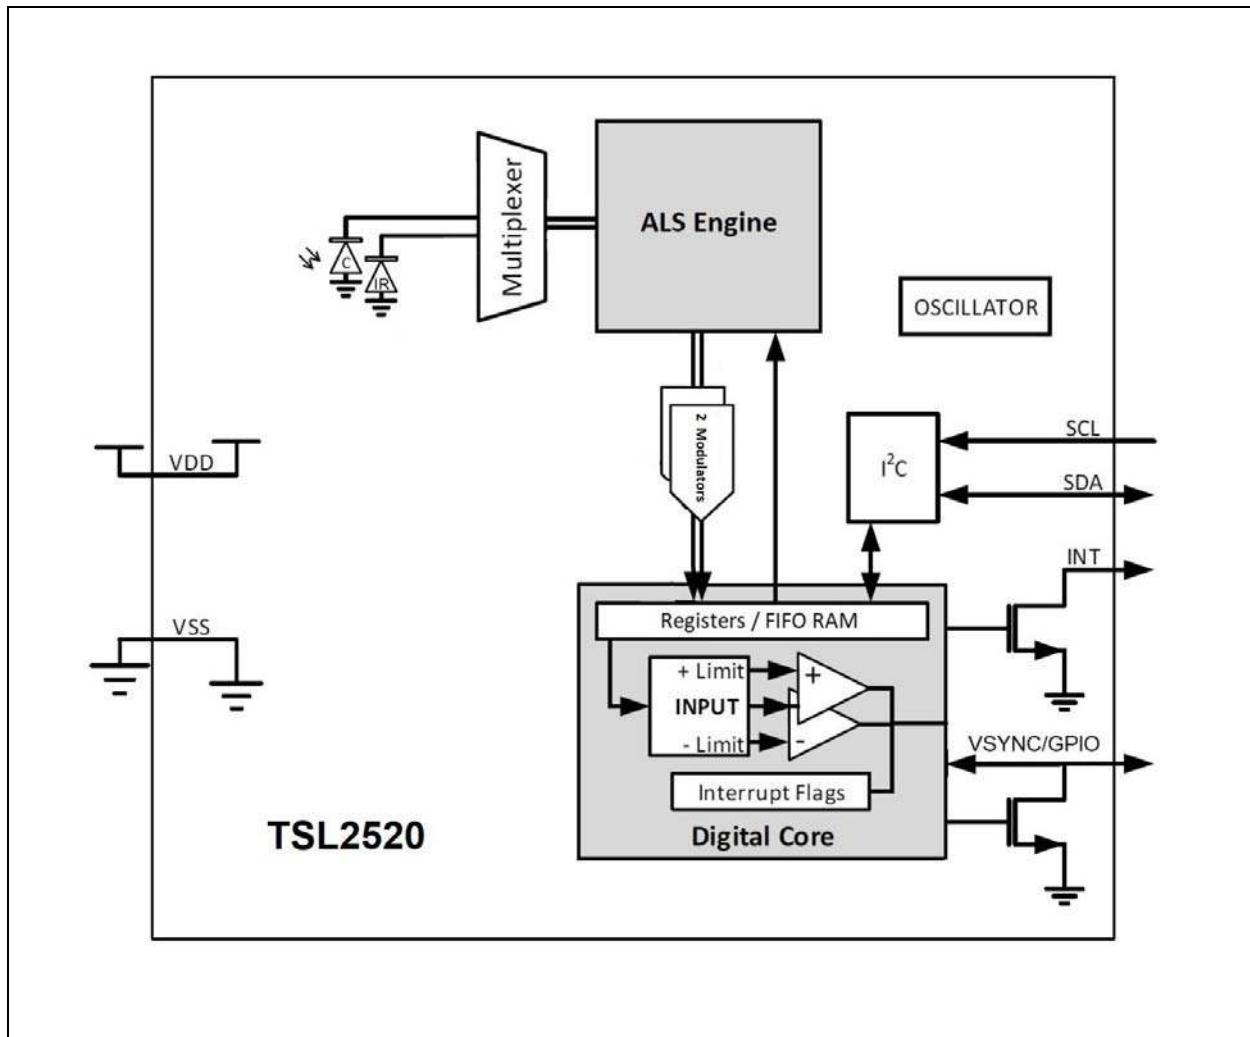 Multiplexer
ALS Engine
C
IR
OSCILLATOR
2 Modulators
SCL
I²C
SDA
VDD
INT
Registers / FIFO RAM
VSS
+ Limit
+
INPUT
- Limit
-
VSYNC/GPIO
Interrupt Flags
TSL2520
Digital Core